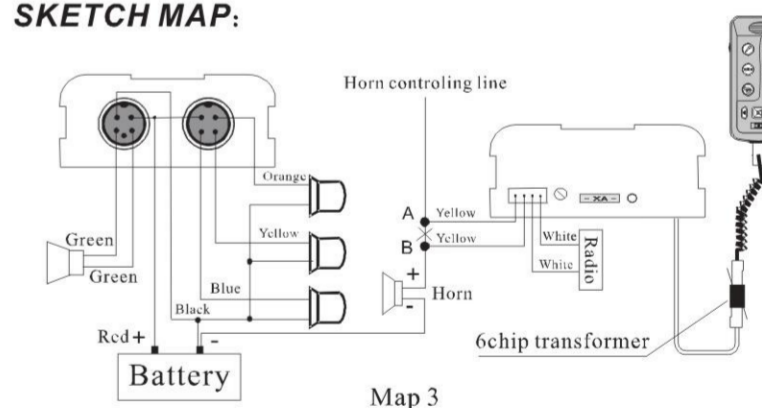 SKETCH MAP:
Horn controling line
Orange
A Yellow
- XA -
Yellow
B Yellow
White
Radio
White
Green
Green
Blue
Black
+
Horn
-
Red + -
6chip transformer
Battery
Map 3